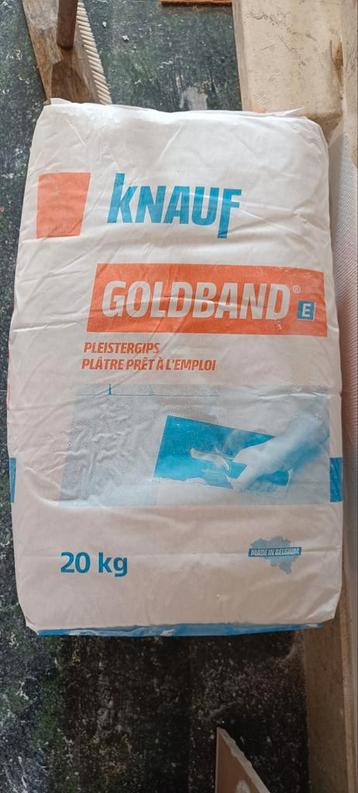 KNAUF
GOLDBAND® E
PLEISTERGIPS
PLÂTRE PRÊT À L'EMPLOI
20 kg
MADE IN BELGIUM